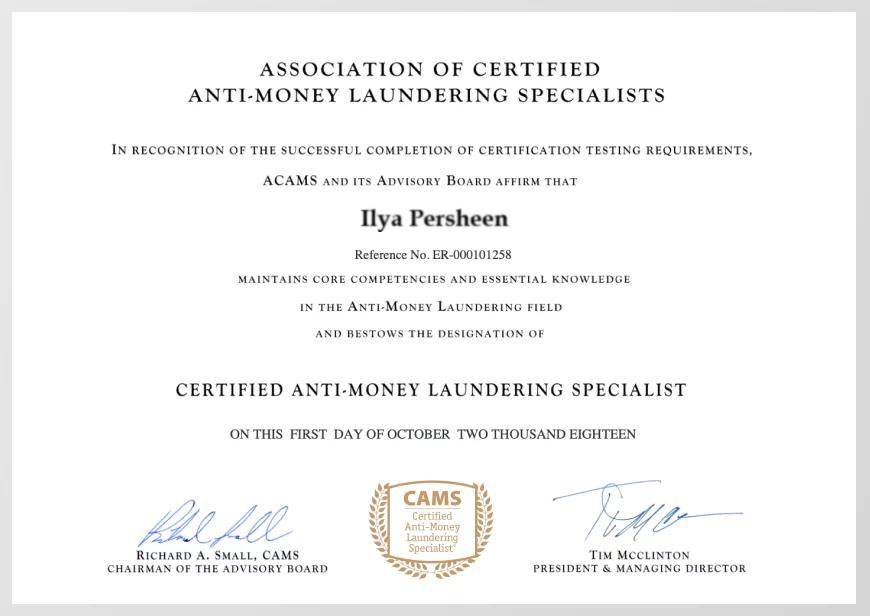 ASSOCIATION OF CERTIFIED
ANTI-MONEY LAUNDERING SPECIALISTS
IN RECOGNITION OF THE SUCCESSFUL COMPLETION OF CERTIFICATION TESTING REQUIREMENTS,
ACAMS AND ITS ADVISORY BOARD AFFIRM THAT
Ilya Persheen
Reference No. ER-000101258
MAINTAINS CORE COMPETENCIES AND ESSENTIAL KNOWLEDGE
IN THE ANTI-MONEY LAUNDERING FIELD
AND BESTOWS THE DESIGNATION OF
CERTIFIED ANTI-MONEY LAUNDERING SPECIALIST
ON THIS FIRST DAY OF OCTOBER TWO THOUSAND EIGHTEEN
CAMS
Certified
Anti-Money
Laundering
Specialist®
RICHARD A. SMALL, CAMS
CHAIRMAN OF THE ADVISORY BOARD
TIM MCCLINTON
PRESIDENT & MANAGING DIRECTOR